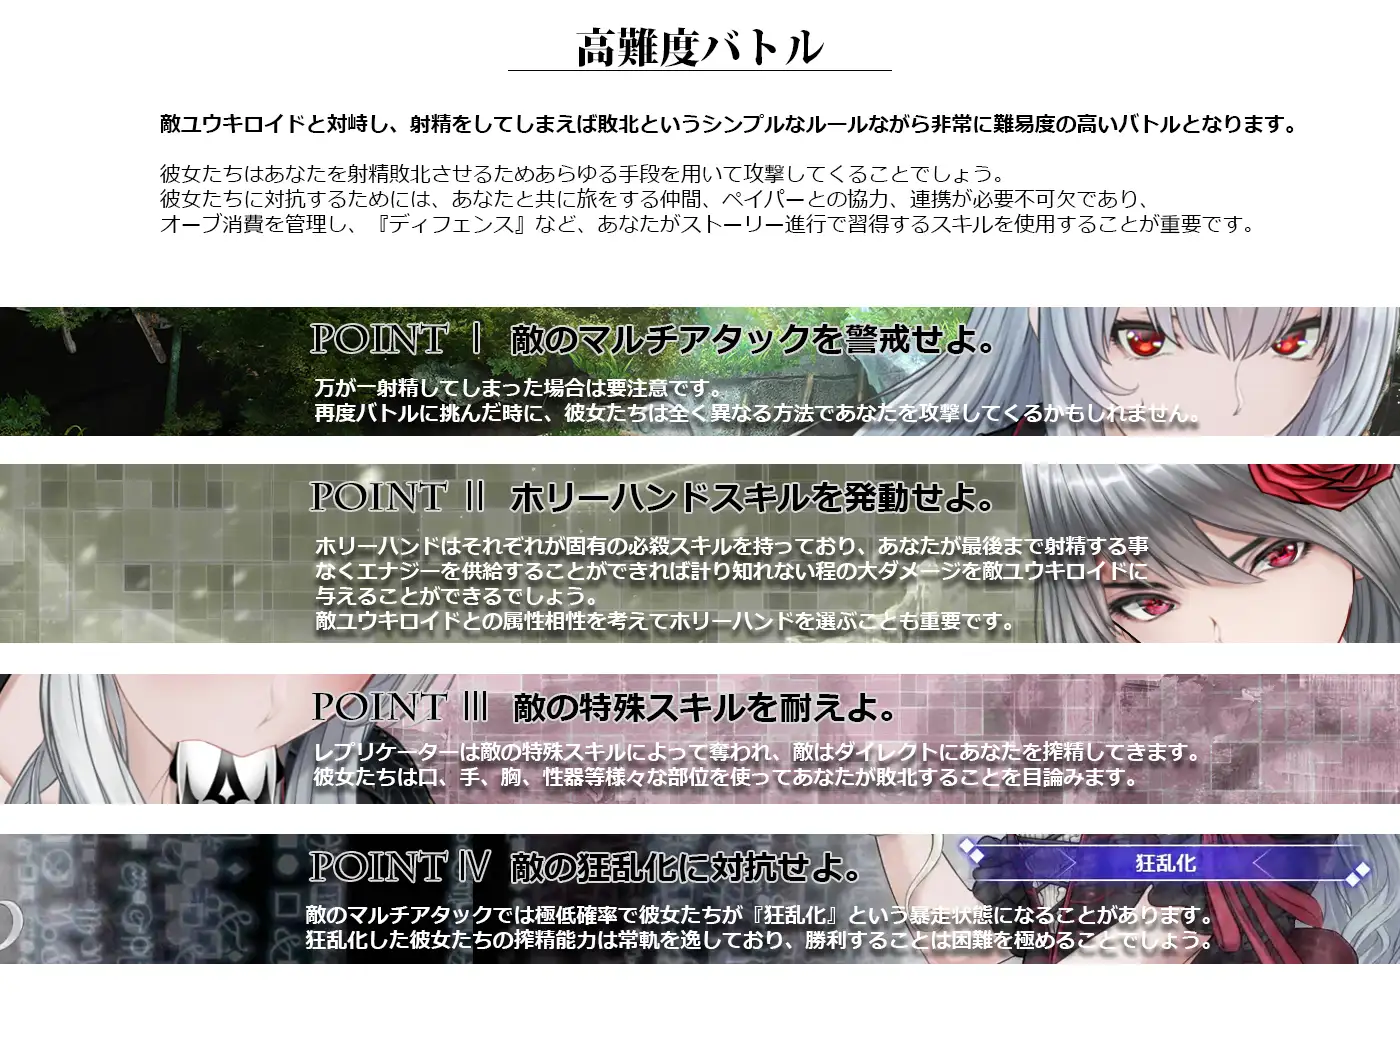 高難度バトル
敵ユウキロイドと対峙し、射精をしてしまえば敗北というシンプルなルールながら非常に難易度の高いバトルとなります。
彼女たちはあなたを射精敗北させるためあらゆる手段を用いて攻撃してくることでしょう。
彼女たちに対抗するためには、あなたと共に旅をする仲間、ペイパーとの協力、連携が必要不可欠であり、
オーブ消費を管理し、『ディフェンス』など、あなたがストーリー進行で習得するスキルを使用することが重要です。
POINT Ⅰ 敵のマルチアタックを警戒せよ。
万が一射精してしまった場合は要注意です。
再度バトルに挑んだ時に、彼女たちは全く異なる方法であなたを攻撃してくるかもしれません。
POINT Ⅱ ホリーハンドスキルを発動せよ。
ホリーハンドはそれぞれが固有の必殺スキルを持っており、あなたが最後まで射精する事
なくエナジーを供給することができれば計り知れない程の大ダメージを敵ユウキロイドに
与えることができるでしょう。
敵ユウキロイドとの属性相性を考えてホリーハンドを選ぶことも重要です。
POINT Ⅲ 敵の特殊スキルを耐えよ。
レプリケーターは敵の特殊スキルによって奪われ、敵はダイレクトにあなたを搾精してきます。
彼女たちは口、手、胸、性器等様々な部位を使ってあなたが敗北することを目論みます。
POINT Ⅳ 敵の狂乱化に対抗せよ。
狂乱化
敵のマルチアタックでは極低確率で彼女たちが『狂乱化』という暴走状態になることがあります。
狂乱化した彼女たちの搾精能力は常軌を逸しており、勝利することは困難を極めることでしょう。